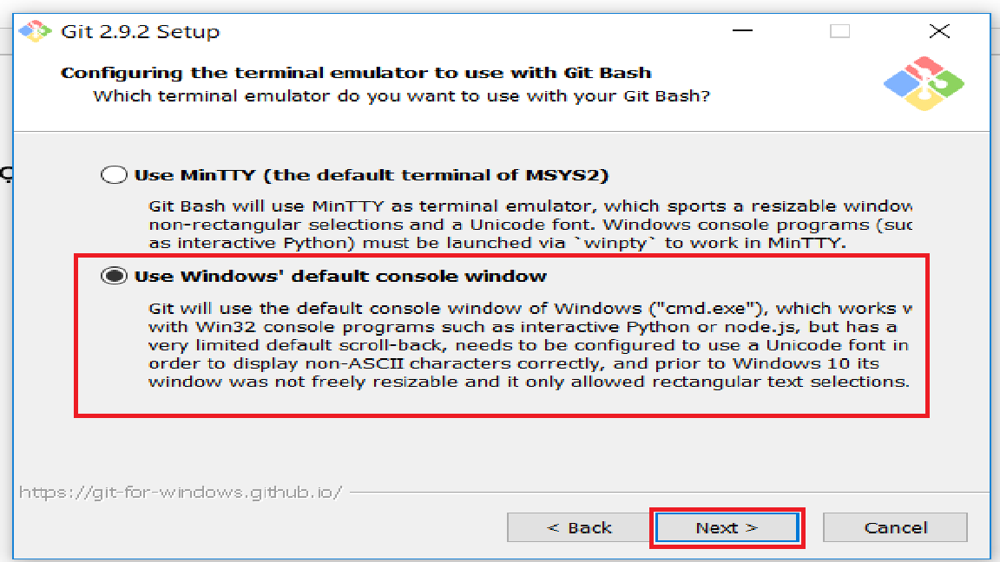 Git 2.9.2 Setup
Configuring the terminal emulator to use with Git Bash
Which terminal emulator do you want to use with your Git Bash?
Use MinTTY (the default terminal of MSYS2)
Git Bash will use MinTTY as terminal emulator, which sports a resizable window
non-rectangular selections and a Unicode font. Windows console programs (suc
as interactive Python) must be launched via `winpty` to work in MinTTY.
Use Windows' default console window
Git will use the default console window of Windows ("cmd.exe"), which works
with Win32 console programs such as interactive Python or node.js, but has a
very limited default scroll-back, needs to be configured to use a Unicode font in
order to display non-ASCII characters correctly, and prior to Windows 10 its
window was not freely resizable and it only allowed rectangular text selections.
https://git-for-windows.github.io/
< Back
Next >
Cancel